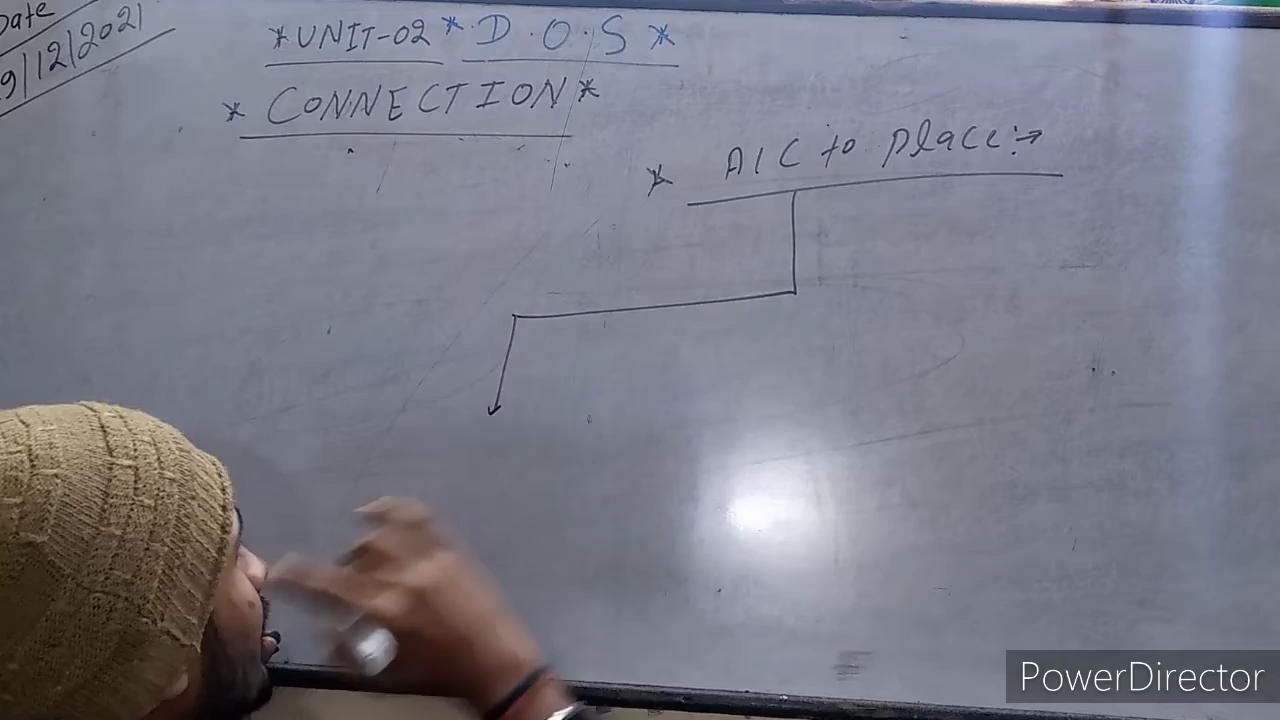 Date
9/12/2021
*UNIT-02 * D.O.S *
* CONNECTION *
* A/C to place :→
PowerDirector